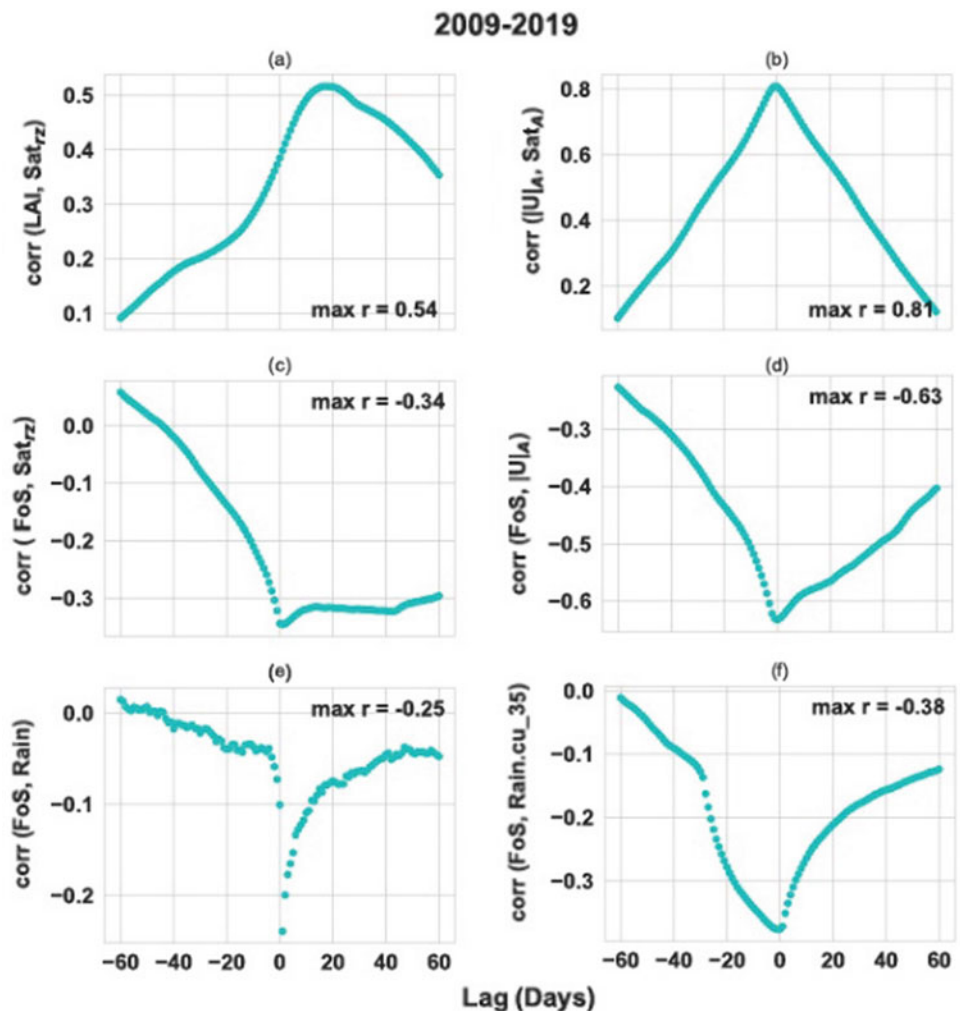 2009-2019
(a)
corr (LAI, Sat_rz)
0.5
0.4
0.3
0.2
0.1
max r = 0.54
(b)
corr (|U|_A, Sat_A)
0.8
0.6
0.4
0.2
max r = 0.81
(c)
corr ( FoS, Sat_rz)
0.0
−0.1
−0.2
−0.3
max r = -0.34
(d)
corr (FoS, |U|_A)
−0.3
−0.4
−0.5
−0.6
max r = -0.63
(e)
corr (FoS, Rain)
0.0
−0.1
−0.2
max r = -0.25
−60 −40 −20 0 20 40 60
(f)
corr (FoS, Rain.cu_35)
0.0
−0.1
−0.2
−0.3
max r = -0.38
−60 −40 −20 0 20 40 60
Lag (Days)